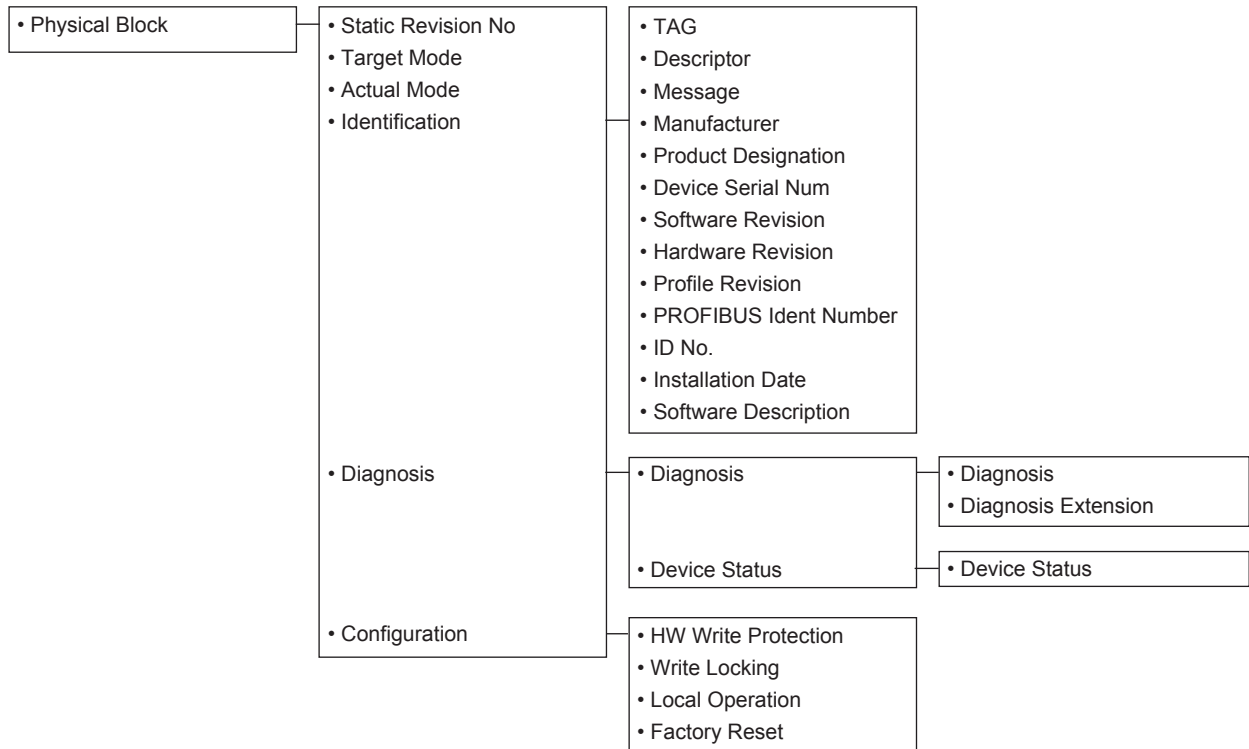 • Physical Block
• Static Revision No
• Target Mode
• Actual Mode
• Identification
• TAG
• Descriptor
• Message
• Manufacturer
• Product Designation
• Device Serial Num
• Software Revision
• Hardware Revision
• Profile Revision
• PROFIBUS Ident Number
• ID No.
• Installation Date
• Software Description
• Diagnosis
• Diagnosis
• Diagnosis
• Diagnosis Extension
• Device Status
• Device Status
• Configuration
• HW Write Protection
• Write Locking
• Local Operation
• Factory Reset